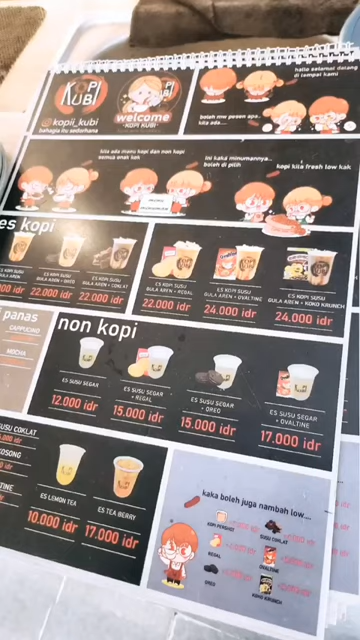 KOPI
KUBI
kopii_kubi
bahagia itu sederhana
welcome
-KOPI KUBI-
hallo selamat datang
di tempat kami
boleh mau pesen apa..
kita ada...
kita ada menu kopi dan non kopi
semua enak kak
ini kaka minumannya...
boleh di pilih
kopi kita fresh low kak
es kopi
ES KOPI SUSU
GULA AREN
22.000 idr
ES KOPI SUSU
GULA AREN + OREO
22.000 idr
ES KOPI SUSU
22.000 idr
ES KOPI SUSU
GULA AREN + REGAL
22.000 idr
ES KOPI SUSU
GULA AREN + OVALTINE
24.000 idr
ES KOPI SUSU
GULA AREN + KOKO KRUNCH
24.000 idr
panas
CAPPUCINO
MOCHA
non kopi
ES SUSU SEGAR
12.000 idr
ES SUSU SEGAR
+ REGAL
15.000 idr
ES SUSU SEGAR
+ OREO
15.000 idr
ES SUSU SEGAR
+ OVALTINE
17.000 idr
SUSU COKLAT
ES LEMON TEA
10.000 idr
ES TEA BERRY
17.000 idr
kaka boleh juga nambah low...
SUSU COKLAT
REGAL
OVALTINE
OREO
KOKO KRUNCH